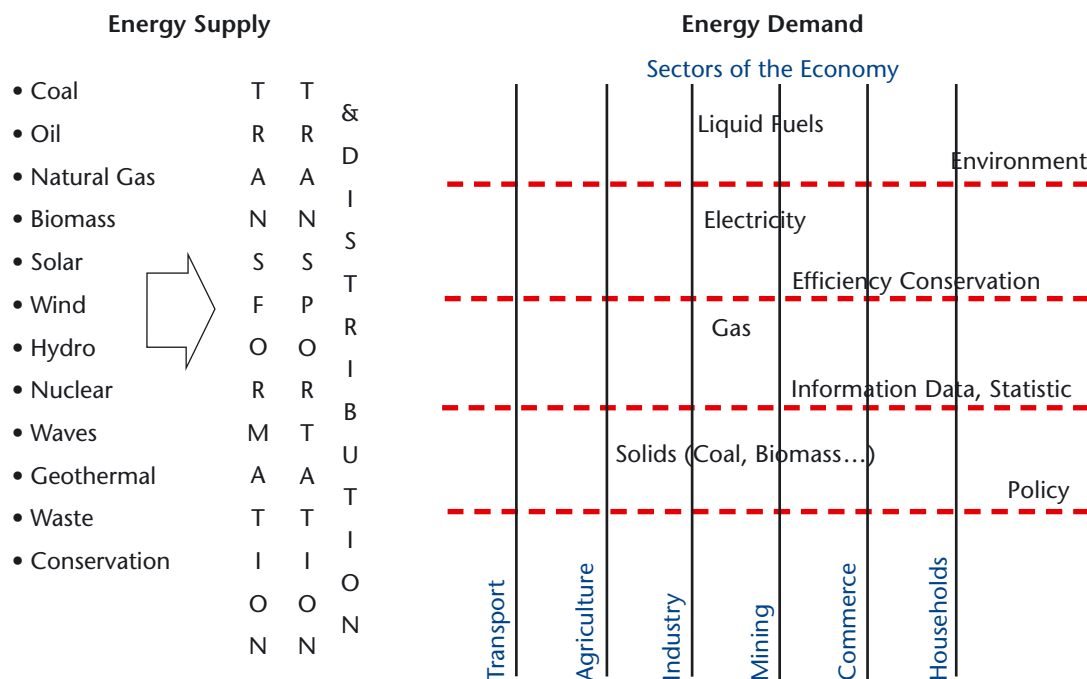 Energy Supply
• Coal
• Oil
• Natural Gas
• Biomass
• Solar
• Wind
• Hydro
• Nuclear
• Waves
• Geothermal
• Waste
• Conservation
TRANSFORMATION
TRANSPORTATION
& DISTRIBUTION
Energy Demand
Sectors of the Economy
Liquid Fuels
Environment
Electricity
Efficiency Conservation
Gas
Information Data, Statistic
Solids (Coal, Biomass…)
Policy
Transport
Agriculture
Industry
Mining
Commerce
Households